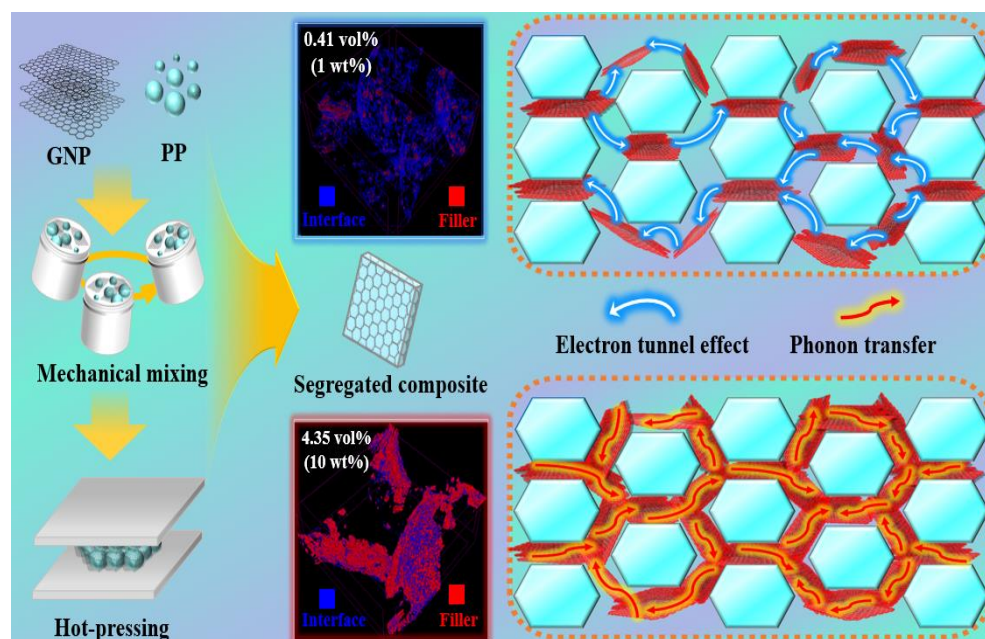 GNP
PP
Mechanical mixing
Hot-pressing
0.41 vol%
(1 wt%)
Interface
Filler
Segregated composite
4.35 vol%
(10 wt%)
Interface
Filler
Electron tunnel effect
Phonon transfer